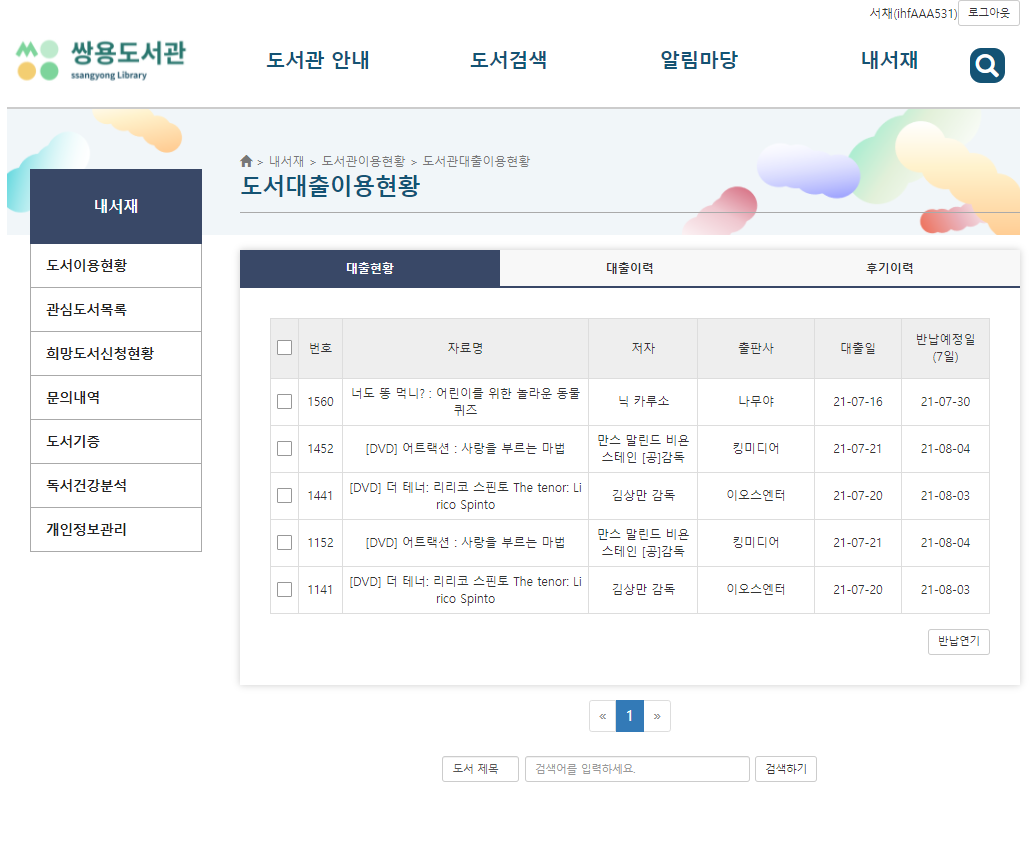 서채(ihfAAA531) 로그아웃
쌍용도서관
ssangyong Library
도서관 안내 도서검색 알림마당 내서재
> 내서재 > 도서관이용현황 > 도서관대출이용현황
도서대출이용현황
내서재
도서이용현황
관심도서목록
희망도서신청현황
문의내역
도서기증
독서건강분석
개인정보관리
대출현황 대출이력 후기이력
번호 자료명 저자 출판사 대출일 반납예정일
(7일)
1560 너도 똥 먹니? : 어린이를 위한 놀라운 동물 닉 카루소 나무야 21-07-16 21-07-30
퀴즈
1452 [DVD] 어트랙션 : 사랑을 부르는 마법 만스 말린드 비욘 킹미디어 21-07-21 21-08-04
스테인 [공]감독
1441 [DVD] 더 테너: 리리코 스핀토 The tenor: Li 김상만 감독 이오스엔터 21-07-20 21-08-03
rico Spinto
1152 [DVD] 어트랙션 : 사랑을 부르는 마법 만스 말린드 비욘 킹미디어 21-07-21 21-08-04
스테인 [공]감독
1141 [DVD] 더 테너: 리리코 스핀토 The tenor: Li 김상만 감독 이오스엔터 21-07-20 21-08-03
rico Spinto
반납연기
« 1 »
도서 제목 검색어를 입력하세요. 검색하기